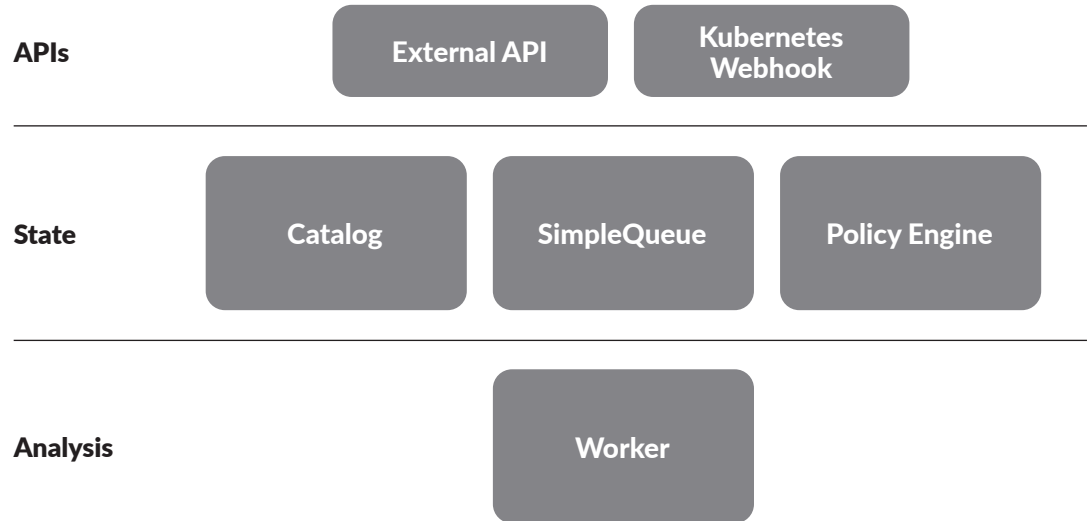 APIs
External API
Kubernetes
Webhook
State
Catalog
SimpleQueue
Policy Engine
Analysis
Worker